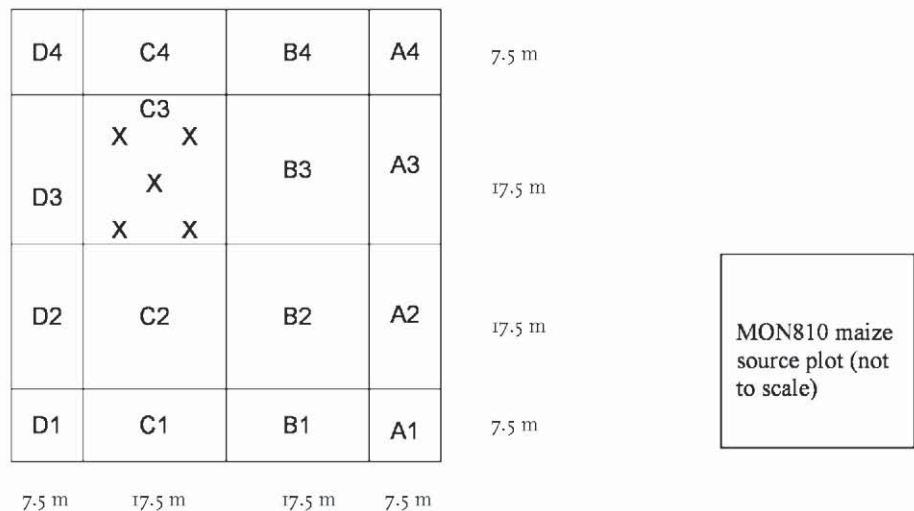 D4 C4 B4 A4 7.5 m
C3
X X
D3 X B3 A3 17.5 m
X X
D2 C2 B2 A2 17.5 m
MON810 maize
source plot (not
to scale)
D1 C1 B1 A1 7.5 m
7.5 m 17.5 m 17.5 m 7.5 m